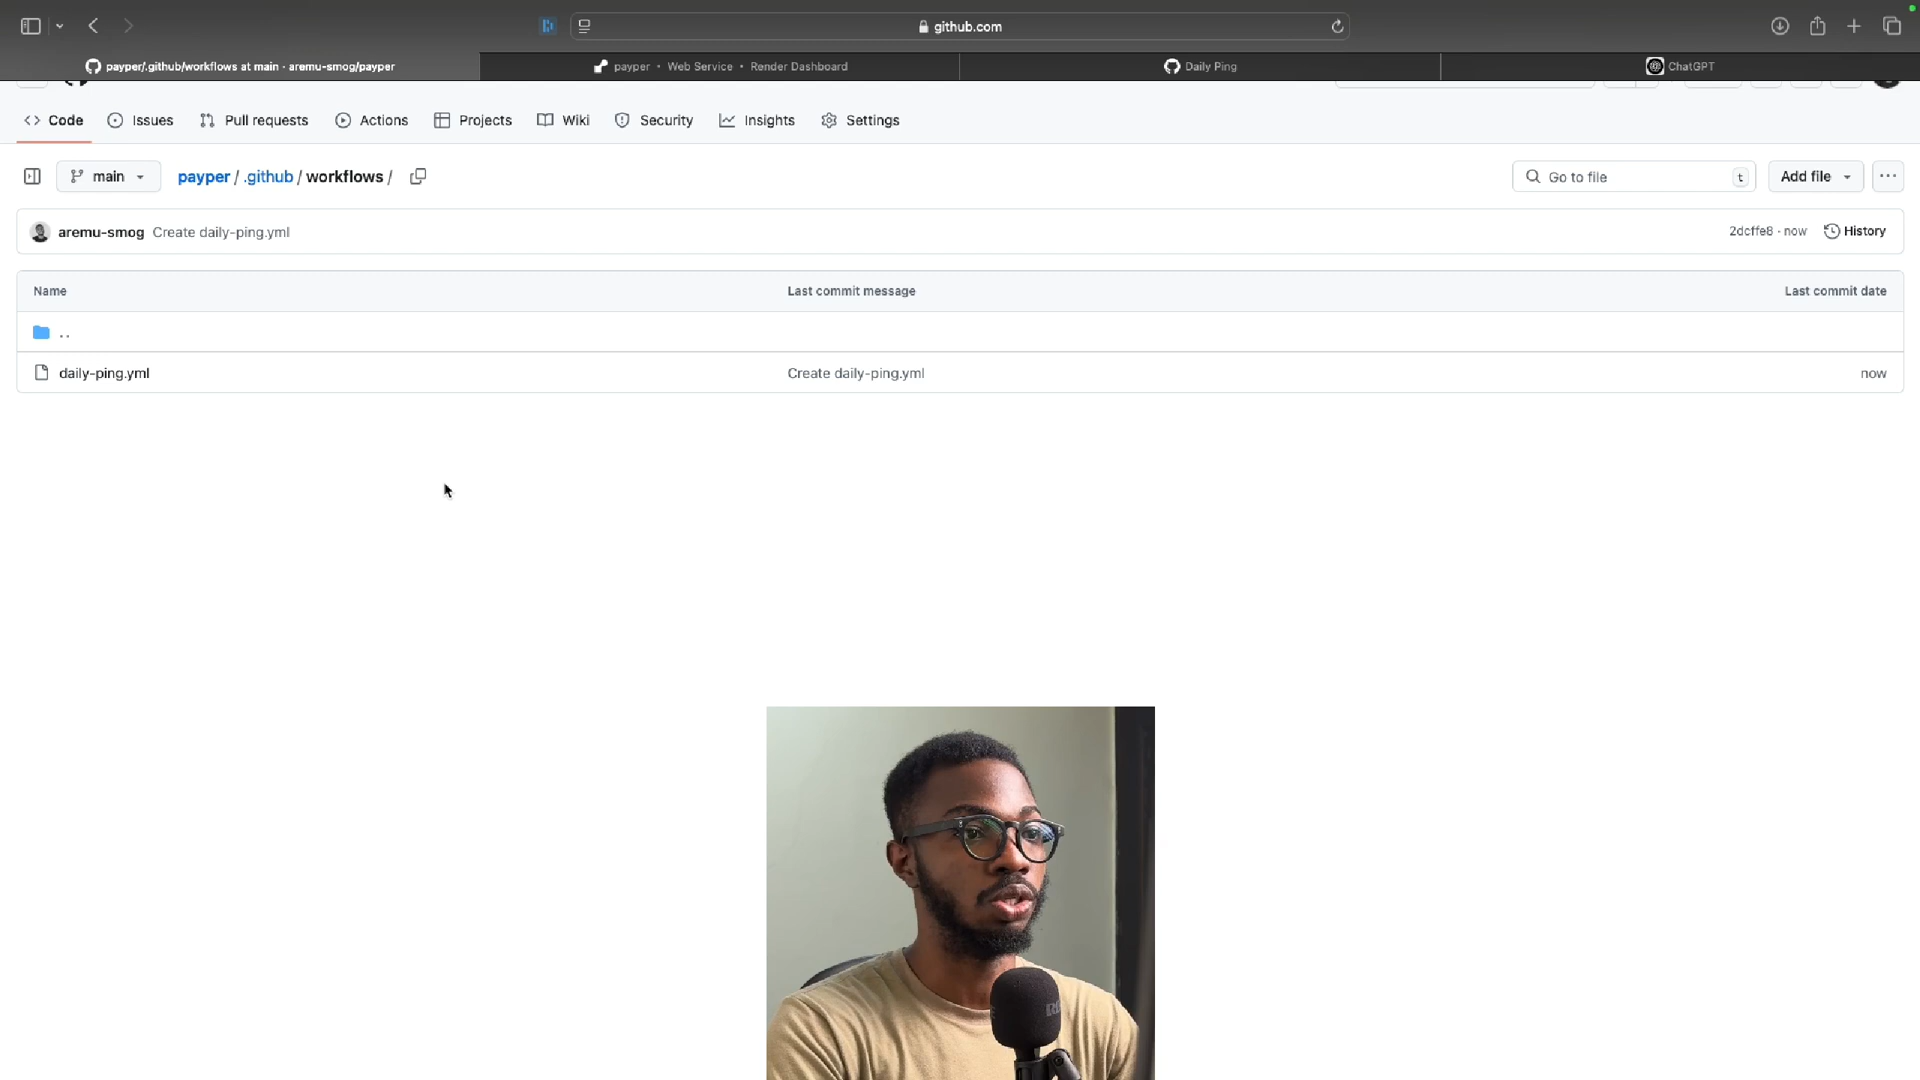 github.com
payper/.github/workflows at main · aremu-smog/payper
payper • Web Service • Render Dashboard
Daily Ping
ChatGPT
Code
Issues
Pull requests
Actions
Projects
Wiki
Security
Insights
Settings
main
payper / .github / workflows /
Go to file
t
Add file
aremu-smog Create daily-ping.yml
2dcffe8 · now
History
Name
Last commit message
Last commit date
..
daily-ping.yml
Create daily-ping.yml
now